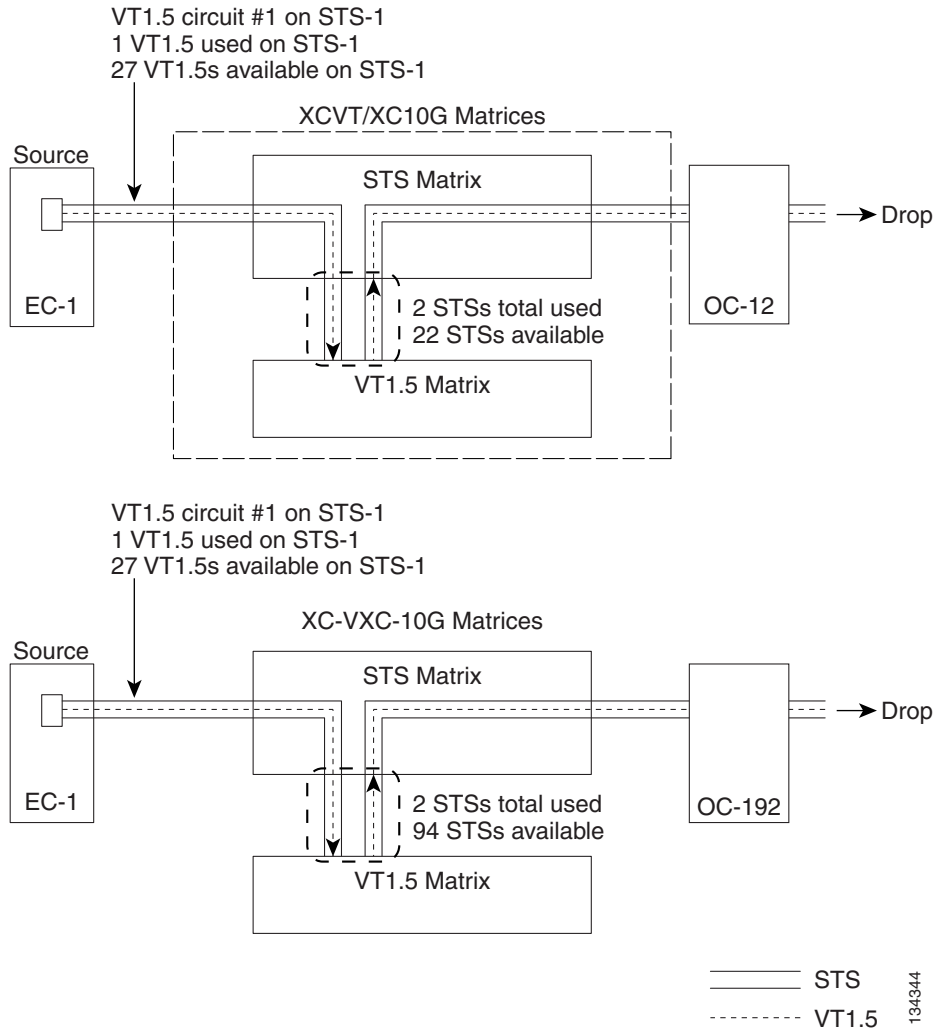 VT1.5 circuit #1 on STS-1
1 VT1.5 used on STS-1
27 VT1.5s available on STS-1
XCVT/XC10G Matrices
Source
STS Matrix
Drop
EC-1
2 STSs total used
22 STSs available
OC-12
VT1.5 Matrix
VT1.5 circuit #1 on STS-1
1 VT1.5 used on STS-1
27 VT1.5s available on STS-1
XC-VXC-10G Matrices
Source
STS Matrix
Drop
EC-1
2 STSs total used
94 STSs available
OC-192
VT1.5 Matrix
STS
VT1.5
134344